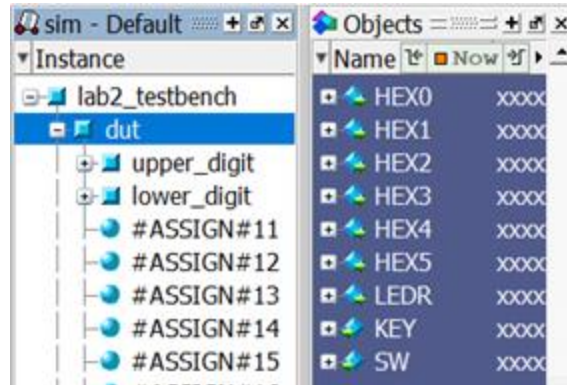 sim - Default
Instance
lab2_testbench
dut
upper_digit
lower_digit
#ASSIGN#11
#ASSIGN#12
#ASSIGN#13
#ASSIGN#14
#ASSIGN#15
Objects
Name Now
HEX0 xxxx
HEX1 xxxx
HEX2 xxxx
HEX3 xxxx
HEX4 xxxx
HEX5 xxxx
LEDR xxxx
KEY xxxx
SW xxxx